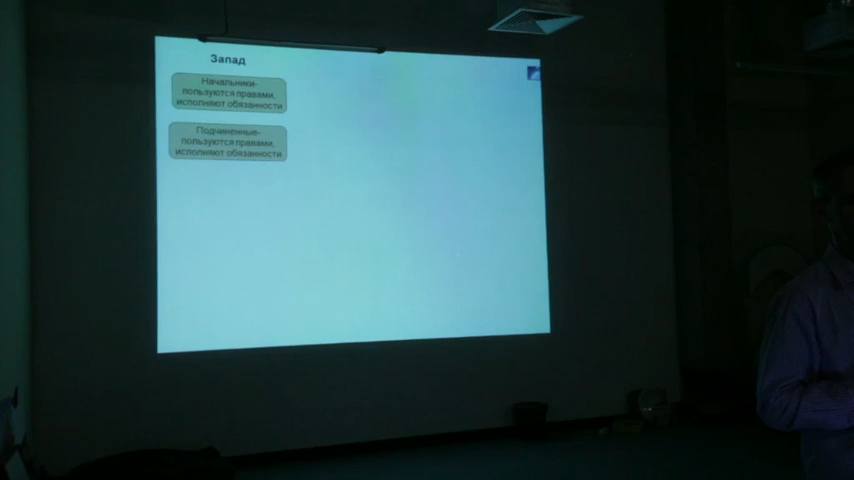 Запад
Начальники-
пользуются правами,
исполняют обязанности
Подчиненные-
пользуются правами,
исполняют обязанности